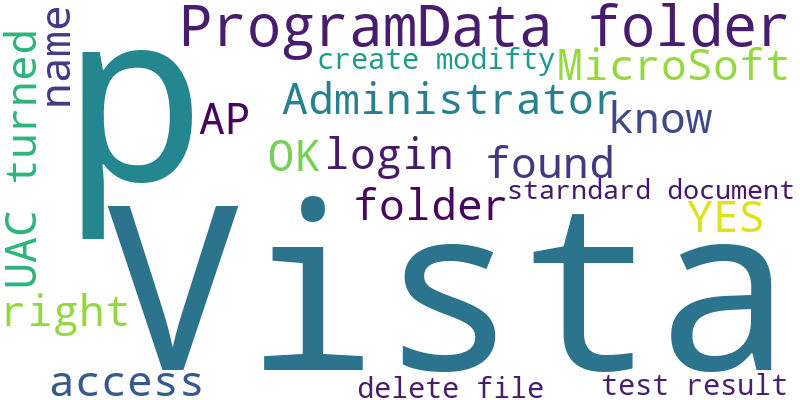 ProgramData folder
name
p
create modifty
MicroSoft
UAC turned
Administrator
AP
know
OK
login
found
folder
starndard document
YES
Vista
right
access
delete file
test result